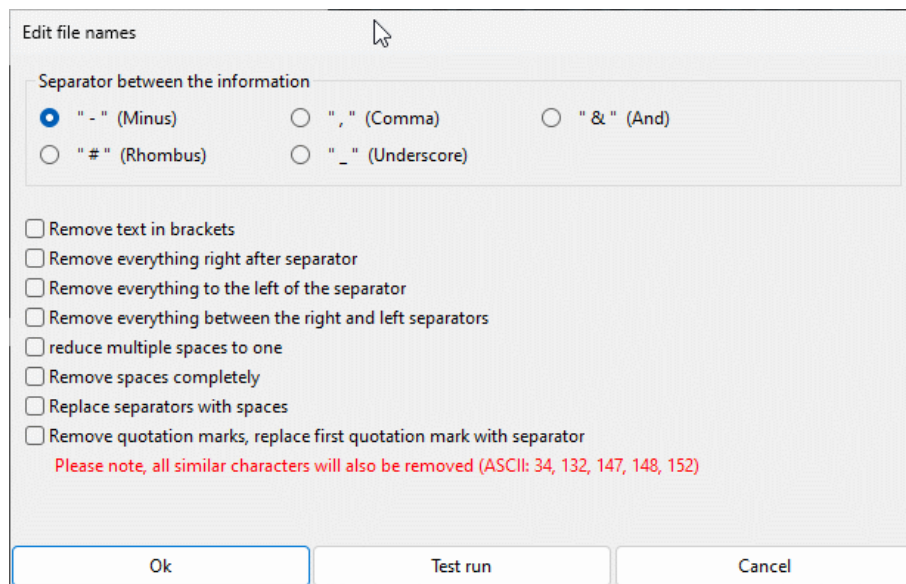 Edit file names
Separator between the information
" - " (Minus) " , " (Comma) " & " (And)
" # " (Rhombus) " _ " (Underscore)
Remove text in brackets
Remove everything right after separator
Remove everything to the left of the separator
Remove everything between the right and left separators
reduce multiple spaces to one
Remove spaces completely
Replace separators with spaces
Remove quotation marks, replace first quotation mark with separator
Please note, all similar characters will also be removed (ASCII: 34, 132, 147, 148, 152)
Ok Test run Cancel